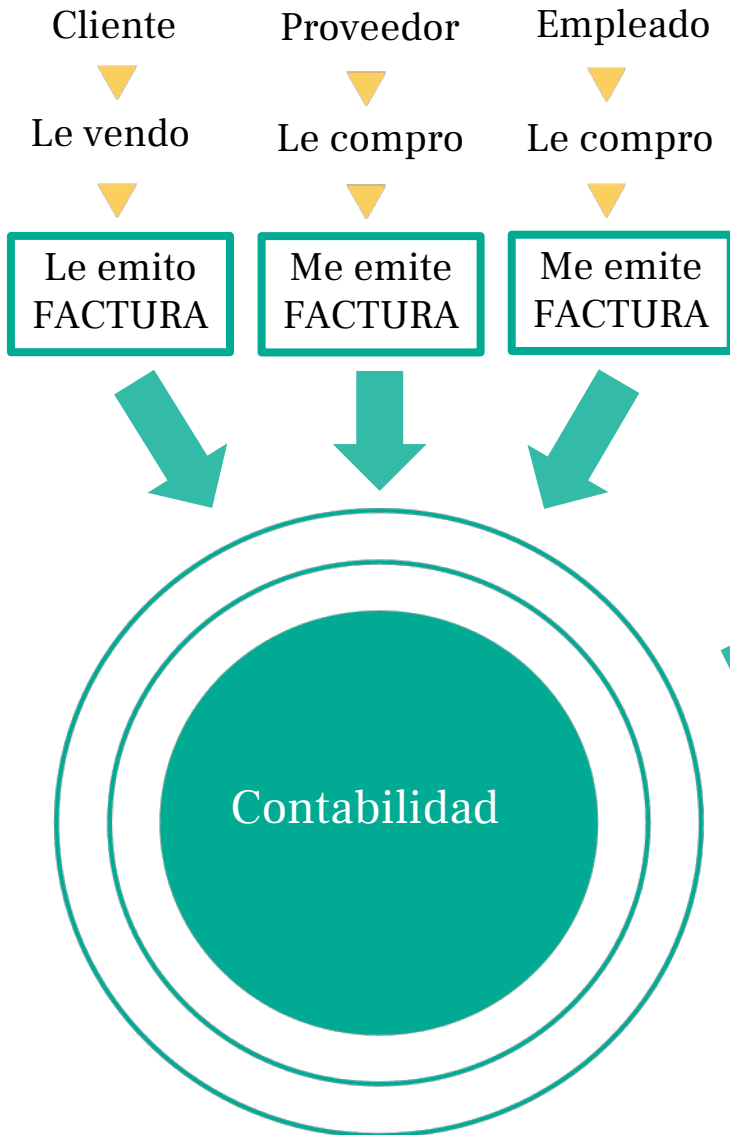 Cliente
Le vendo
Le emito
FACTURA
Proveedor
Le compro
Me emite
FACTURA
Empleado
Le compro
Me emite
FACTURA
Contabilidad